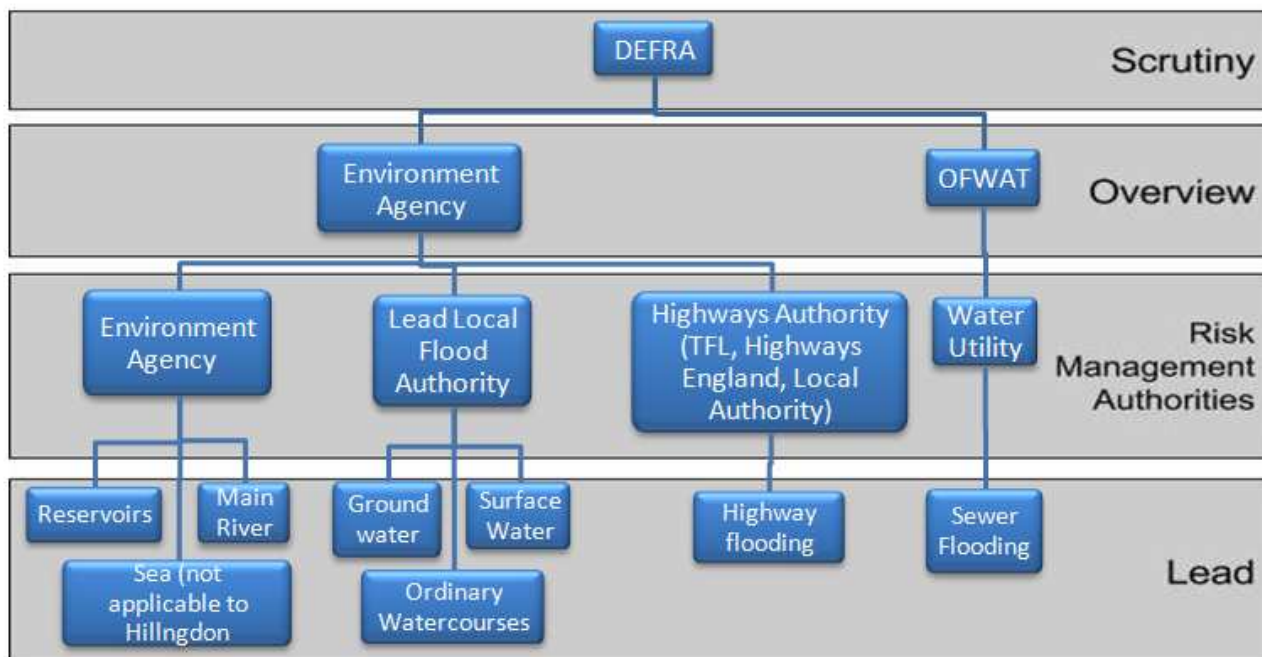 DEFRA
Scrutiny
Environment
Agency
OFWAT
Overview
Environment
Agency
Lead Local
Flood
Authority
Highways Authority
(TFL, Highways
England, Local
Authority)
Water
Utility
Risk
Management
Authorities
Reservoirs
Main
River
Sea (not
applicable to
Hillngdon
Ground
water
Surface
Water
Ordinary
Watercourses
Highway
flooding
Sewer
Flooding
Lead